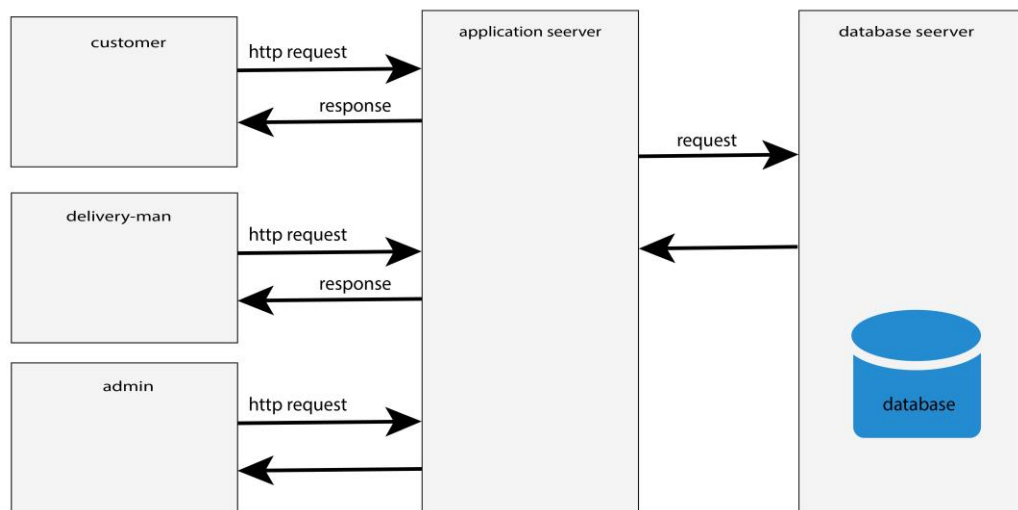 customer
http request
response
application seerver
database seerver
request
delivery-man
http request
response
admin
http request
database